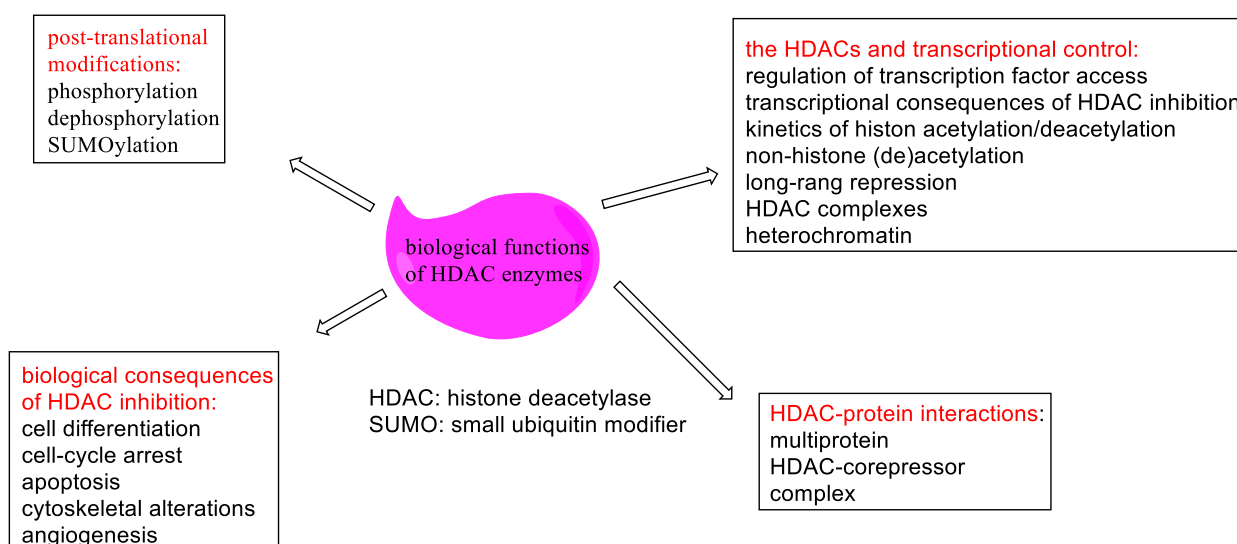 post-translational
modifications:
phosphorylation
dephosphorylation
SUMOylation
the HDACs and transcriptional control:
regulation of transcription factor access
transcriptional consequences of HDAC inhibition
kinetics of histon acetylation/deacetylation
non-histone (de)acetylation
long-rang repression
HDAC complexes
heterochromatin
biological functions
of HDAC enzymes
biological consequences
of HDAC inhibition:
cell differentiation
cell-cycle arrest
apoptosis
cytoskeletal alterations
angiogenesis
HDAC: histone deacetylase
SUMO: small ubiquitin modifier
HDAC-protein interactions:
multiprotein
HDAC-corepressor
complex